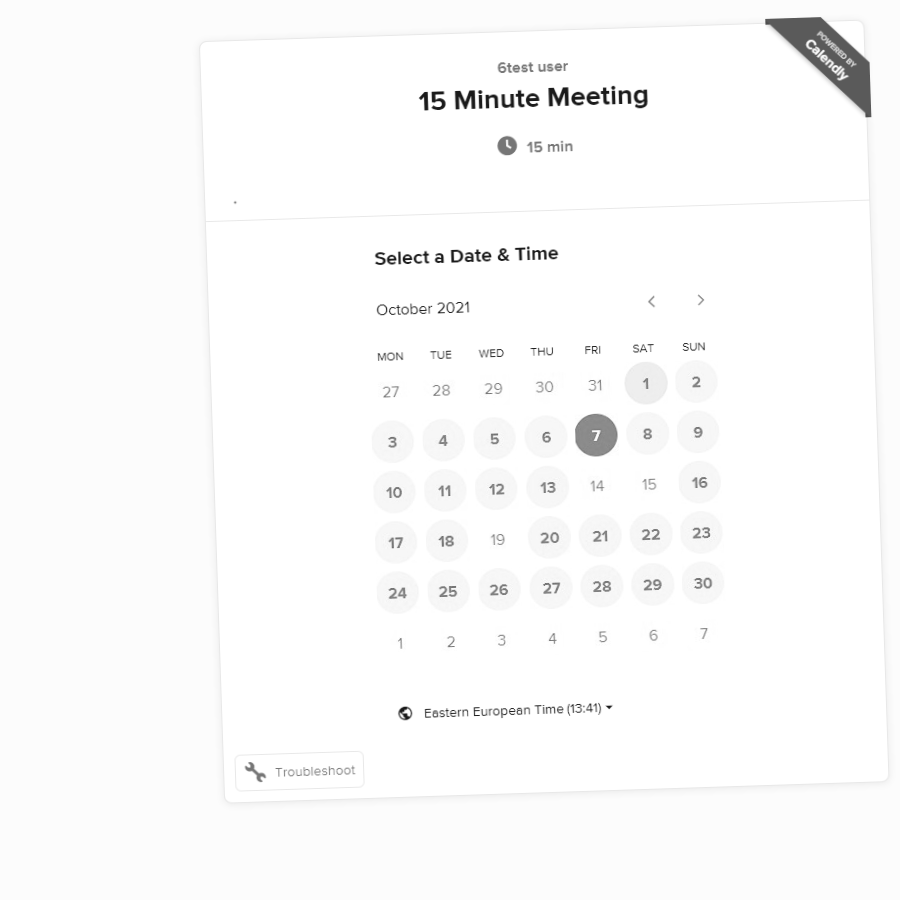 6test user
15 Minute Meeting
15 min
POWERED BY
Calendly
.
Select a Date & Time
October 2021
MON TUE WED THU FRI SAT SUN
27 28 29 30 31 1 2
3 4 5 6 7 8 9
10 11 12 13 14 15 16
17 18 19 20 21 22 23
24 25 26 27 28 29 30
1 2 3 4 5 6 7
Eastern European Time (13:41)
Troubleshoot